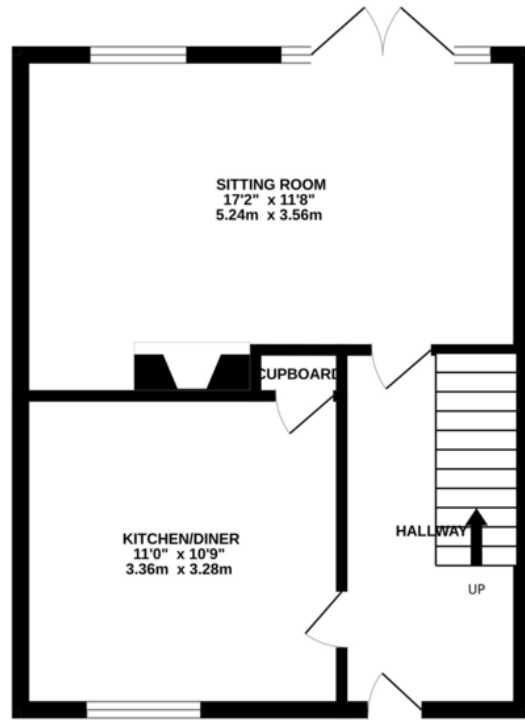 SITTING ROOM
17'2" x 11'8"
5.24m x 3.56m
CUPBOARD
KITCHEN/DINER
11'0" x 10'9"
3.36m x 3.28m
HALLWAY
UP